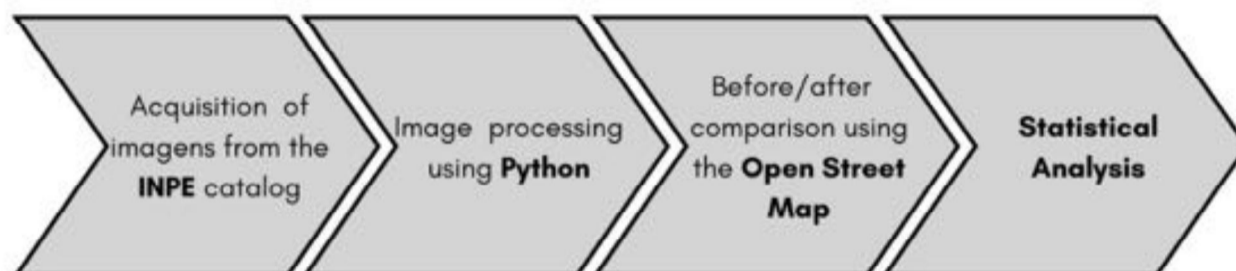 Acquisition of
imagens from the
INPE catalog
Image processing
using Python
Before/after
comparison using
the Open Street
Map
Statistical
Analysis